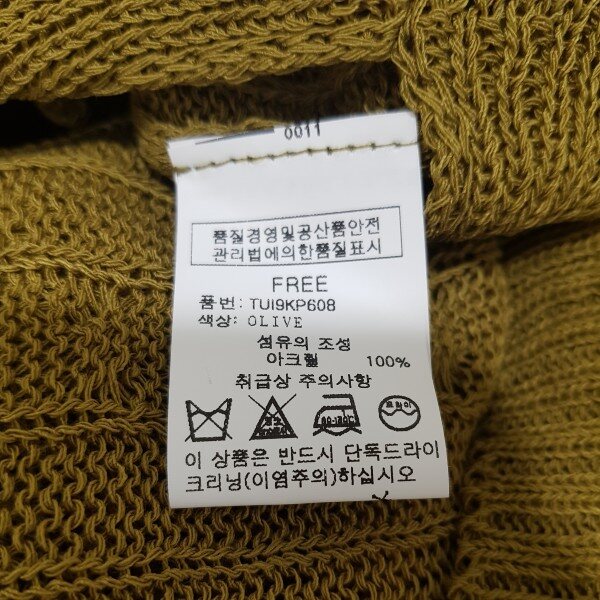 0011
품질경영및공산품안전
관리법에의한품질표시
FREE
품번: TUI9KP608
색상: OLIVE
섬유의 조성
아크릴 100%
취급상 주의사항
드라이
이 상품은 반드시 단독드라이
크리닝(이염주의)하십시오